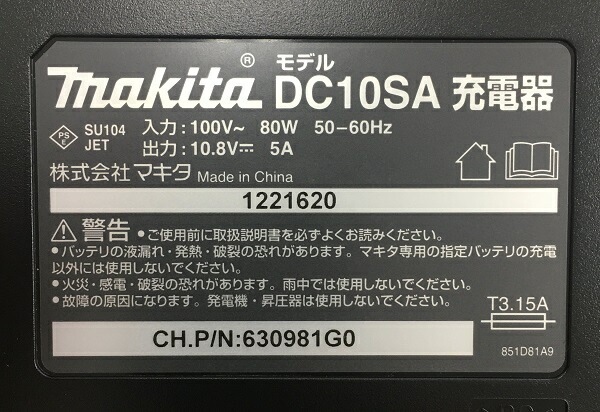 makita® モデル DC10SA 充電器
PSE SU104 入力：100V~ 80W 50-60Hz
JET 出力：10.8V⎓ 5A
株式会社マキタ Made in China
1221620
⚠警告 ●ご使用前に取扱説明書を必ずよくお読みください。
●バッテリの液漏れ・発熱・破裂の恐れがあります。マキタ専用の指定バッテリの充電
以外には使用しないでください。
●火災・感電・破裂の恐れがあります。雨中では使用しないでください。
●故障の原因になります。発電機・昇圧器は使用しないでください。
T3.15A
CH.P/N:630981G0
851D81A9